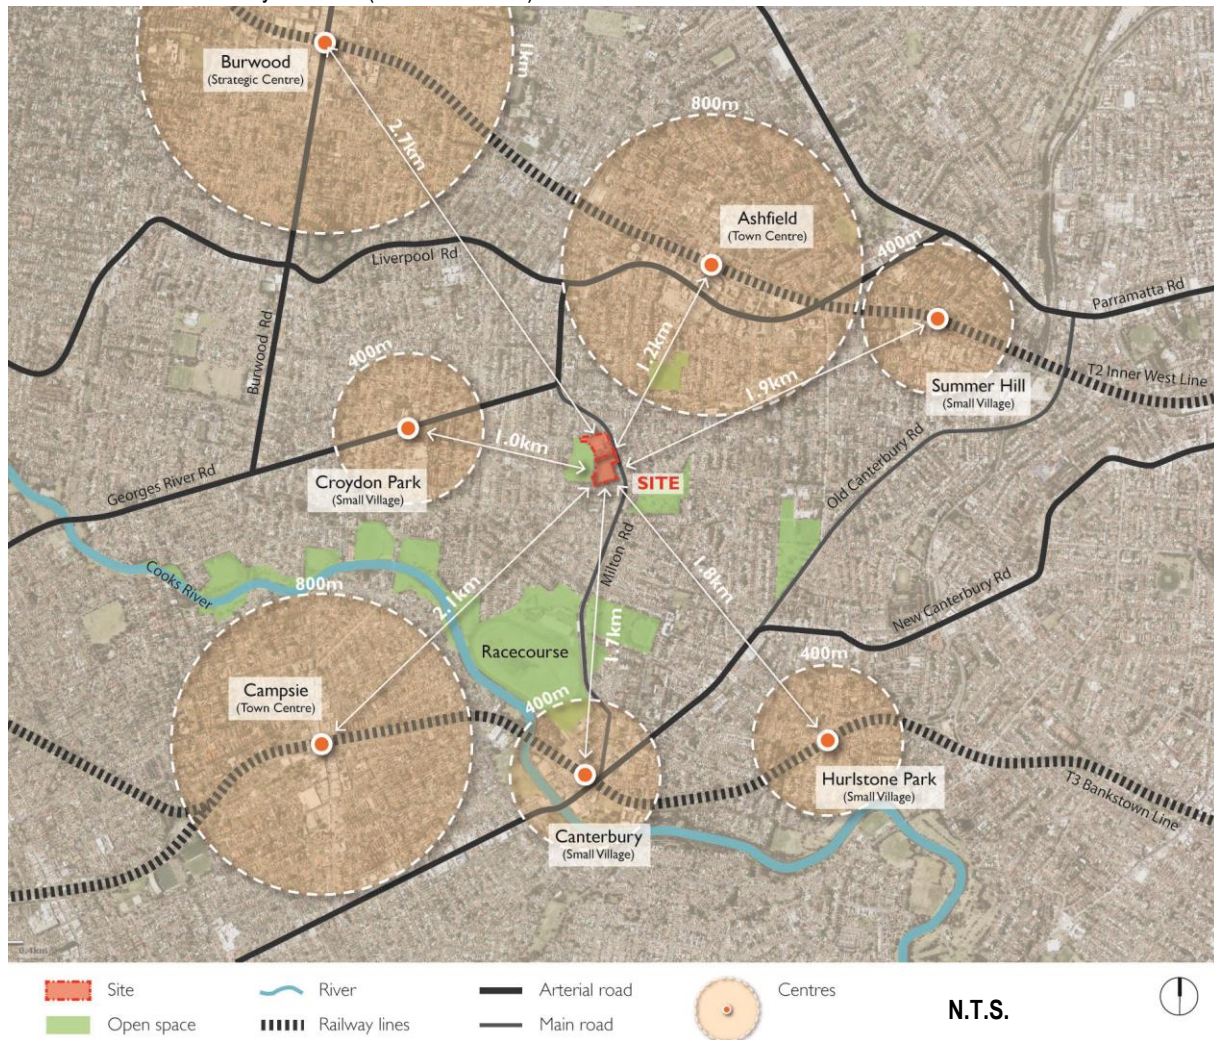 Burwood
(Strategic Centre)
1km
2.7km
800m
Ashfield
(Town Centre)
400m
Liverpool Rd
Parramatta Rd
Burwood Rd
400m
1.2km
1.9km
T2 Inner West Line
Summer Hill
(Small Village)
1.0km
Croydon Park
(Small Village)
Georges River Rd
SITE
Old Canterbury Rd
Milton Rd
Cooks River
800m
2.1km
1.8km
1.7km
New Canterbury Rd
Racecourse
400m
400m
Campsie
(Town Centre)
Hurlstone Park
(Small Village)
T3 Bankstown Line
Canterbury
(Small Village)
0.4km
Site
River
Arterial road
Centres
Open space
Railway lines
Main road
N.T.S.